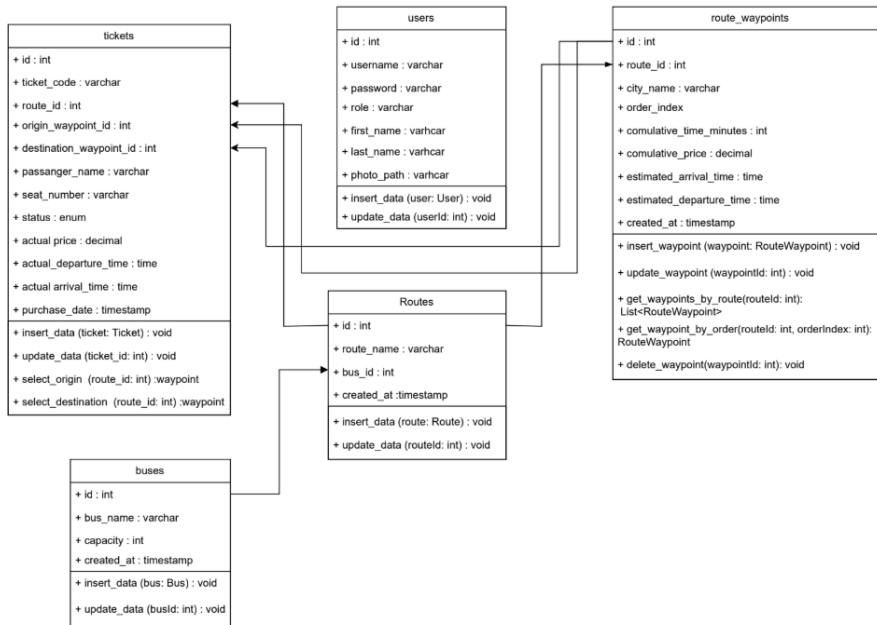 tickets
+ id : int
+ ticket_code : varchar
+ route_id : int
+ origin_waypoint_id : int
+ destination_waypoint_id : int
+ passanger_name : varchar
+ seat_number : varchar
+ status : enum
+ actual price : decimal
+ actual_departure_time : time
+ actual arrival_time : time
+ purchase_date : timestamp
+ insert_data (ticket: Ticket) : void
+ update_data (ticket_id: int) : void
+ select_origin (route_id: int) :waypoint
+ select_destination (route_id: int) :waypoint
users
+ id : int
+ username : varchar
+ password : varchar
+ role : varchar
+ first_name : varhcar
+ last_name : varhcar
+ photo_path : varhcar
+ insert_data (user: User) : void
+ update_data (userId: int) : void
route_waypoints
+ id : int
+ route_id : int
+ city_name : varchar
+ order_index
+ comulative_time_minutes : int
+ comulative_price : decimal
+ estimated_arrival_time : time
+ estimated_departure_time : time
+ created_at : timestamp
+ insert_waypoint (waypoint: RouteWaypoint) : void
+ update_waypoint (waypointId: int) : void
+ get_waypoints_by_route(routeId: int):
List<RouteWaypoint>
+ get_waypoint_by_order(routeId: int, orderIndex: int):
RouteWaypoint
+ delete_waypoint(waypointId: int): void
Routes
+ id : int
+ route_name : varchar
+ bus_id : int
+ created_at :timestamp
+ insert_data (route: Route) : void
+ update_data (routeId: int) : void
buses
+ id : int
+ bus_name : varchar
+ capacity : int
+ created_at : timestamp
+ insert_data (bus: Bus) : void
+ update_data (busId: int) : void